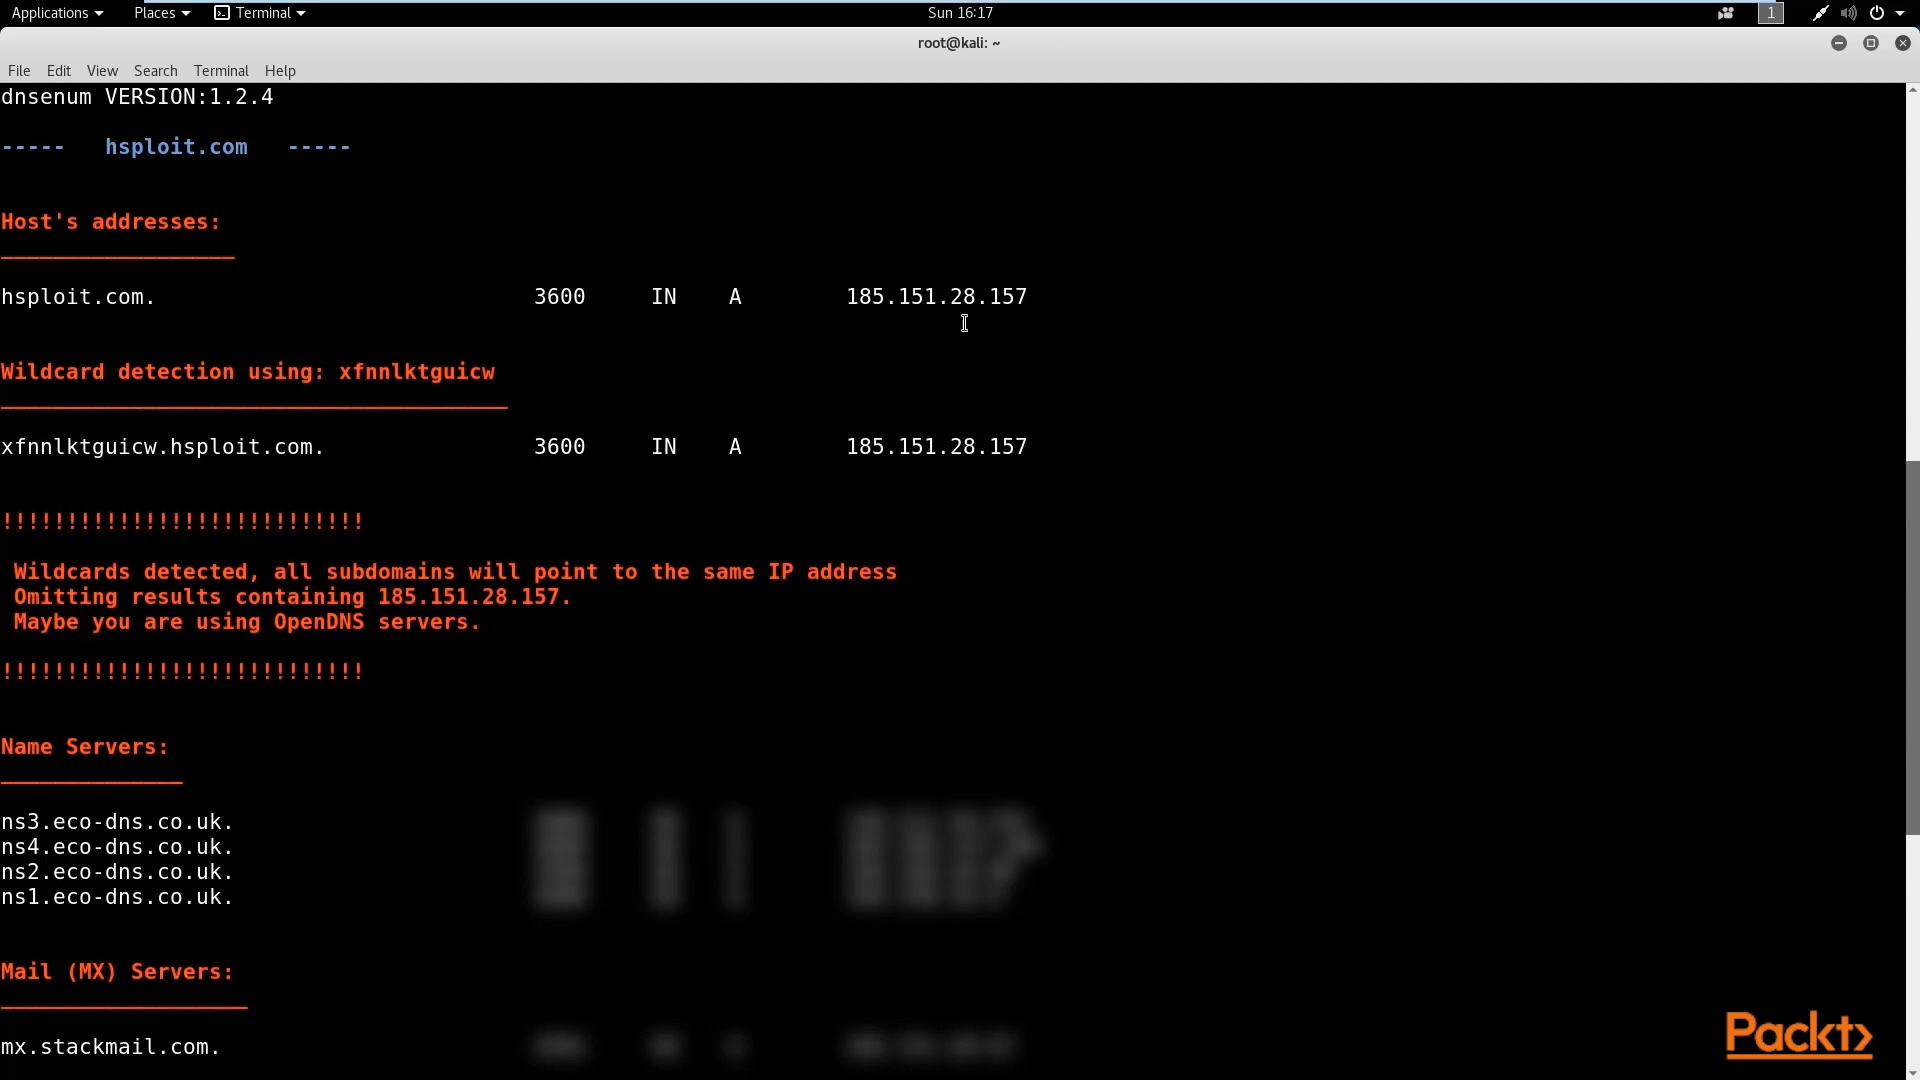 Applications Places Terminal Sun 16:17 1
root@kali: ~
File Edit View Search Terminal Help
dnsenum VERSION:1.2.4
----- hsploit.com -----
Host's addresses:
__________________
hsploit.com. 3600 IN A 185.151.28.157
Wildcard detection using: xfnnlktguicw
_______________________________________
xfnnlktguicw.hsploit.com. 3600 IN A 185.151.28.157
!!!!!!!!!!!!!!!!!!!!!!!!!!!!
Wildcards detected, all subdomains will point to the same IP address
Omitting results containing 185.151.28.157.
Maybe you are using OpenDNS servers.
!!!!!!!!!!!!!!!!!!!!!!!!!!!!
Name Servers:
______________
ns3.eco-dns.co.uk.
ns4.eco-dns.co.uk.
ns2.eco-dns.co.uk.
ns1.eco-dns.co.uk.
Mail (MX) Servers:
___________________
mx.stackmail.com.
Packt>